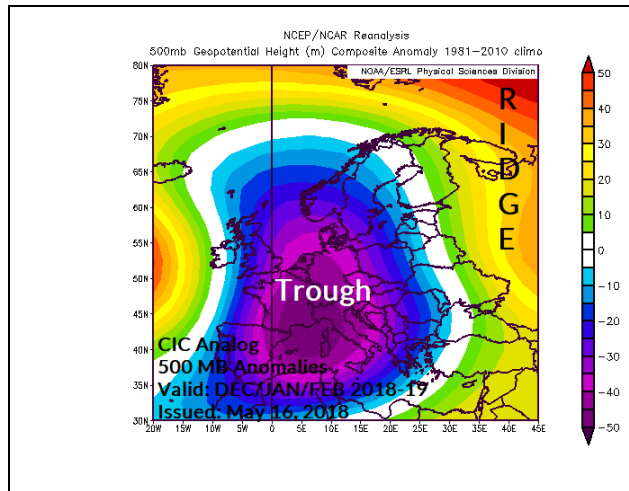 NCEP/NCAR Reanalysis
500mb Geopotential Height (m) Composite Anomaly 1981-2010 climo
NOAA/ESRL Physical Sciences Division
RIDGE
Trough
CIC Analog
500 MB Anomalies
Valid: DEC/JAN/FEB 2018-19
Issued: May 16, 2018
80N
75N
70N
65N
60N
55N
50N
45N
40N
35N
30N
20W 15W 10W 5W 0 5E 10E 15E 20E 25E 30E 35E 40E 45E
50
40
30
20
10
0
-10
-20
-30
-40
-50